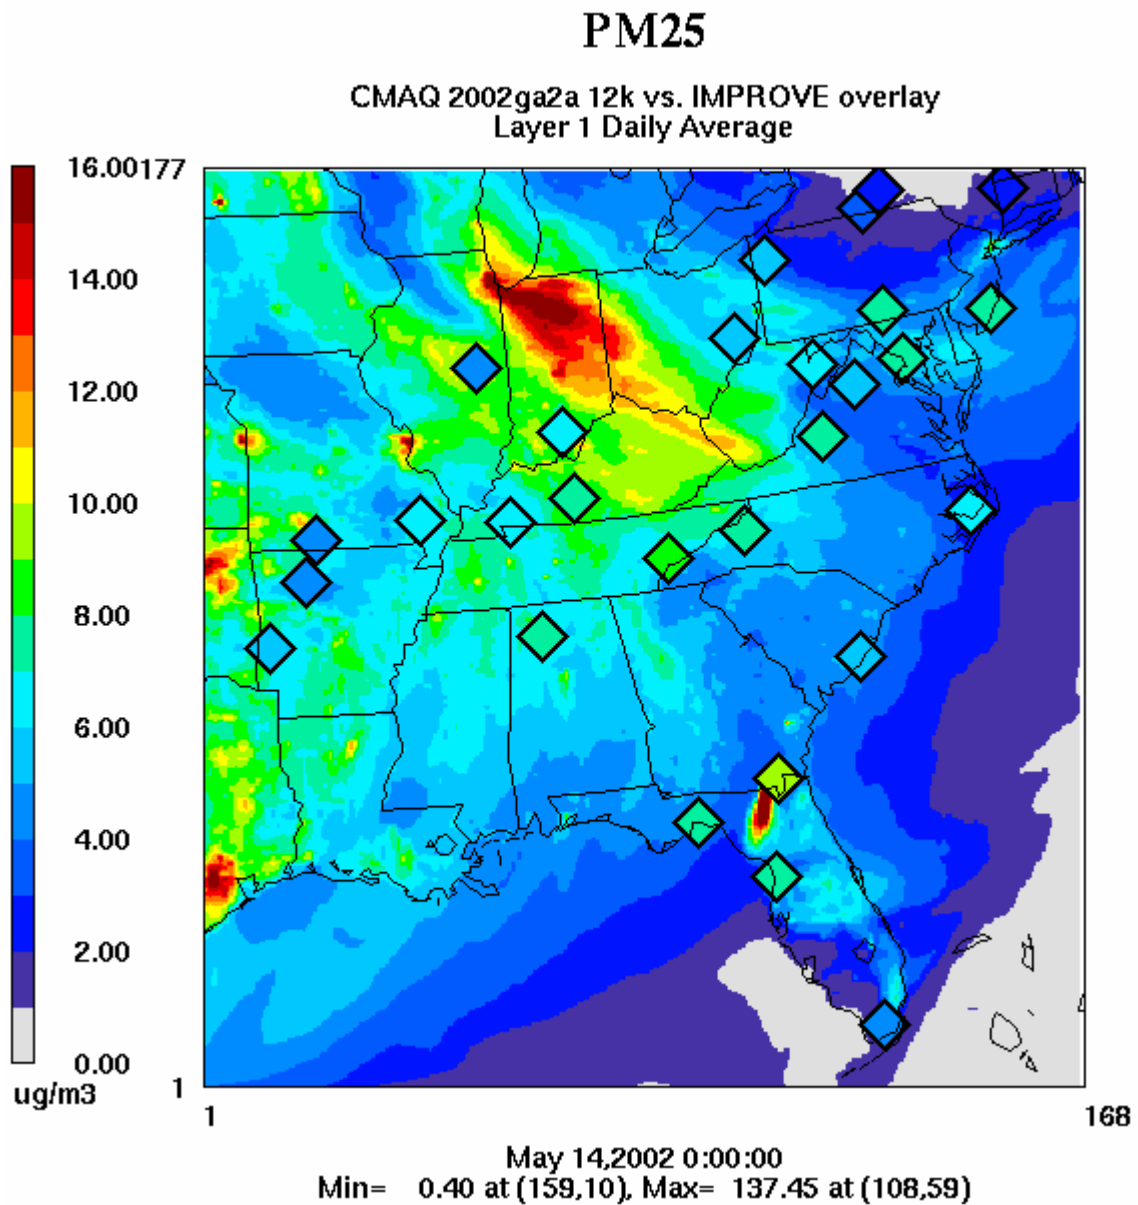 PM25
CMAQ 2002ga2a 12k vs. IMPROVE overlay
Layer 1 Daily Average
16.00 177
14.00
12.00
10.00
8.00
6.00
4.00
2.00
0.00
ug/m3
1
1 168
May 14,2002 0:00:00
Min= 0.40 at (159,10), Max= 137.45 at (108,59)